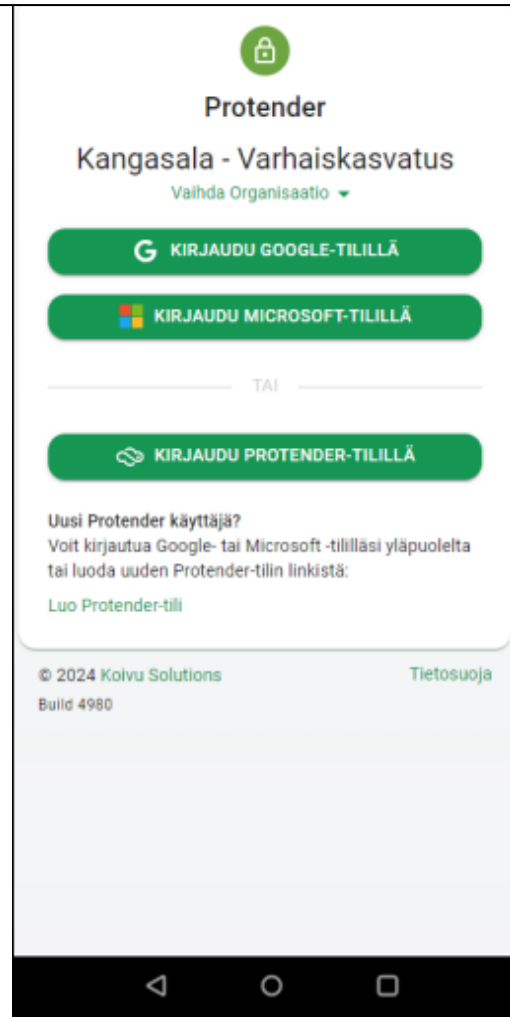 Protender
Kangasala - Varhaiskasvatus
Vaihda Organisaatio
KIRJAUDU GOOGLE-TILILLÄ
KIRJAUDU MICROSOFT-TILILLÄ
TAI
KIRJAUDU PROTENDER-TILILLÄ
Uusi Protender käyttäjä?
Voit kirjautua Google- tai Microsoft -tililläsi yläpuolelta
tai luoda uuden Protender-tilin linkistä:
Luo Protender-tili
© 2024 Koivu Solutions Tietosuoja
Build 4980